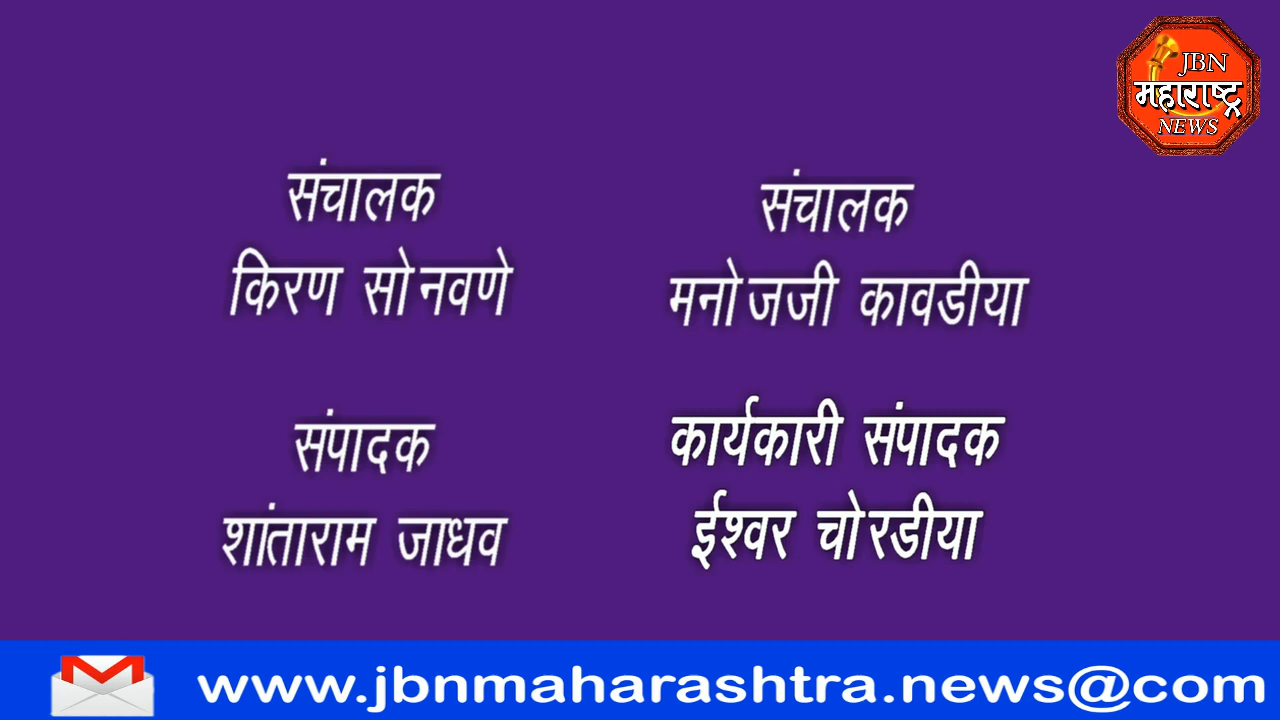 JBN
महाराष्ट्र
NEWS
संचालक
किरण सोनवणे
संचालक
मनोजजी कावडीया
संपादक
शांताराम जाधव
कार्यकारी संपादक
ईश्वर चोरडीया
www.jbnmaharashtra.news@com